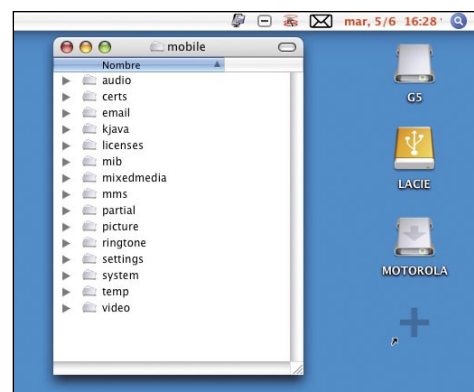 mar, 5/6 16:28
mobile
Nombre
audio
certs
email
kjava
licenses
mib
mixedmedia
mms
partial
picture
ringtone
settings
system
temp
video
G5
LACIE
MOTOROLA